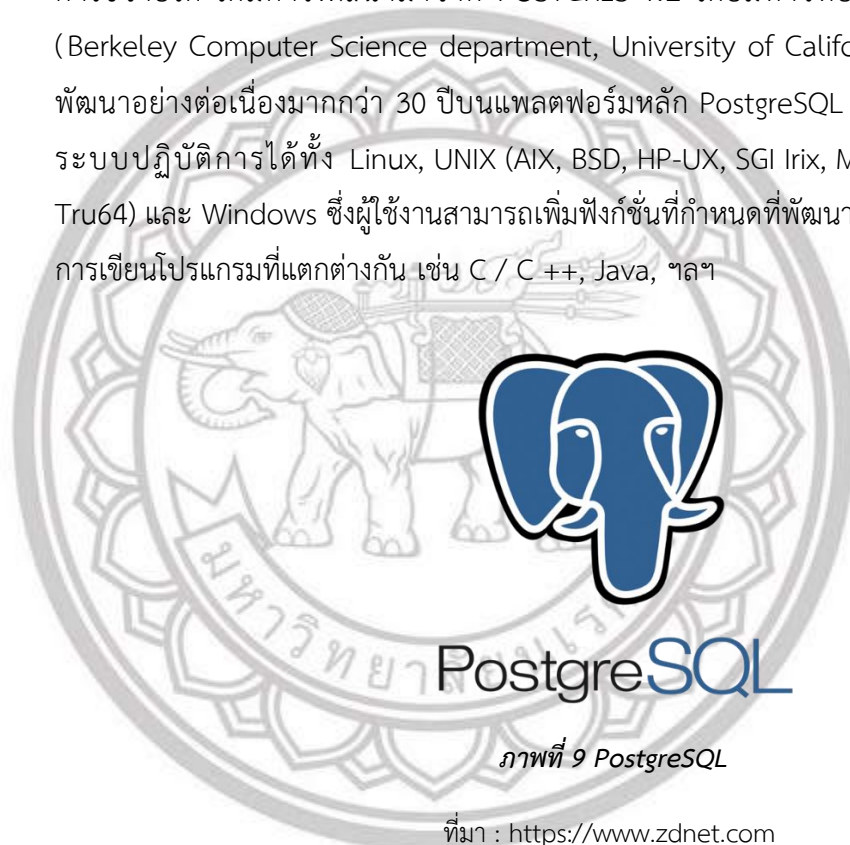 POSTGRES
(Berkeley Computer Science department, University of
พัฒนาอย่างต่อเนื่องมากกว่า 30 ปีบนแพลตฟอร์มหลัก PostgreSQL
ระบบปฏิบัติการได้ทั้ง Linux, UNIX (AIX, BSD, HP-UX, SGI Irix,
Tru64) และ Windows ซึ่งผู้ใช้งานสามารถเพิ่มฟังก์ชั่นที่กำหนดที่พัฒนา
การเขียนโปรแกรมที่แตกต่างกัน เช่น C / C ++, Java, ฯลฯ
PostgreSQL
ภาพที่ 9 PostgreSQL
ที่มา : https://www.zdnet.com